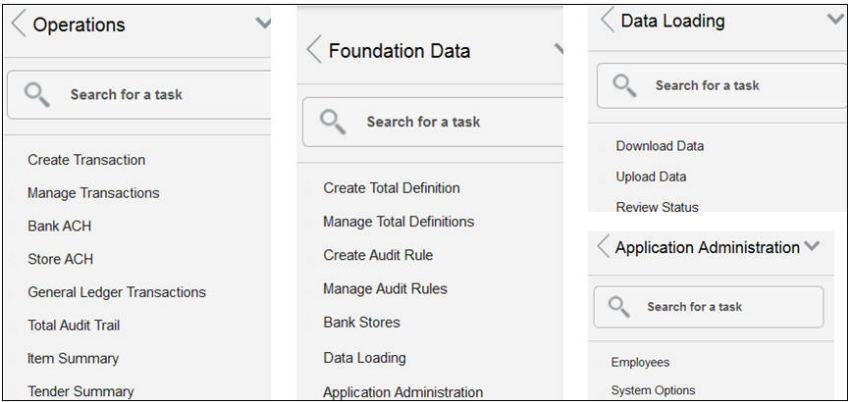 Operations
Search for a task
Create Transaction
Manage Transactions
Bank ACH
Store ACH
General Ledger Transactions
Total Audit Trail
Item Summary
Tender Summary
Foundation Data
Search for a task
Create Total Definition
Manage Total Definitions
Create Audit Rule
Manage Audit Rules
Bank Stores
Data Loading
Application Administration
Data Loading
Search for a task
Download Data
Upload Data
Review Status
Application Administration
Search for a task
Employees
System Options